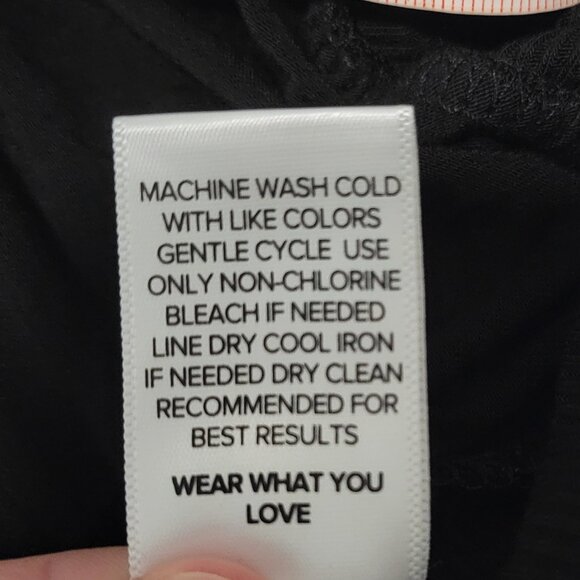 MACHINE WASH COLD
WITH LIKE COLORS
GENTLE CYCLE USE
ONLY NON-CHLORINE
BLEACH IF NEEDED
LINE DRY COOL IRON
IF NEEDED DRY CLEAN
RECOMMENDED FOR
BEST RESULTS
WEAR WHAT YOU
LOVE